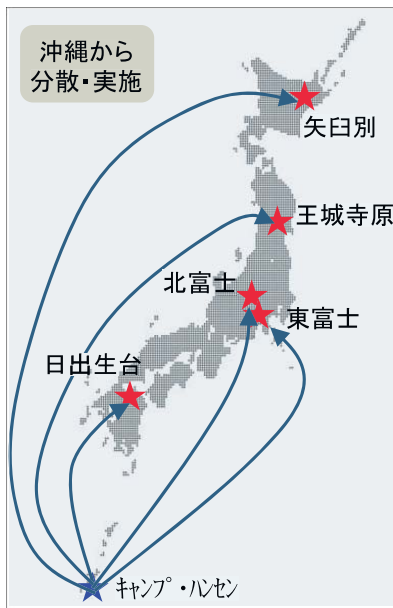 沖縄から
分散・実施
矢臼別
王城寺原
北富士
東富士
日出生台
ｷｬﾝﾌﾟ･ﾊﾝｾﾝ